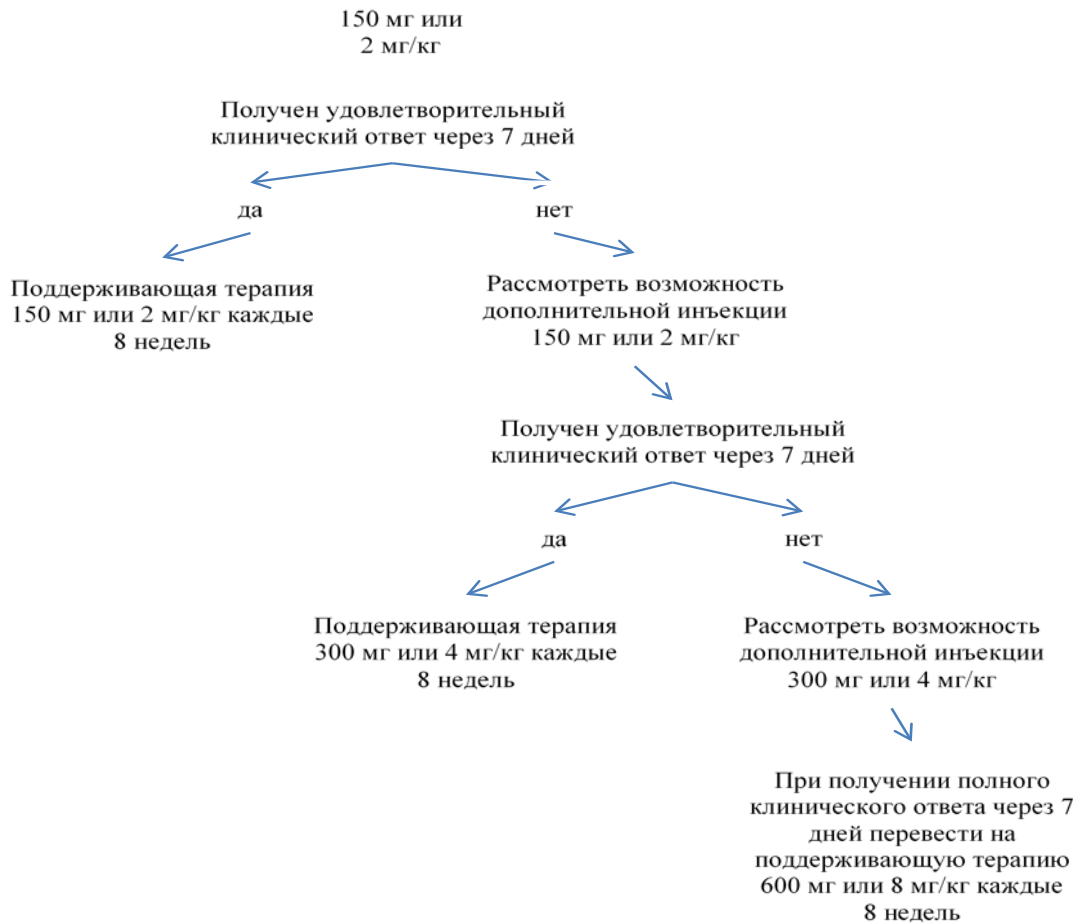 150 мг или
2 мг/кг
Получен удовлетворительный
клинический ответ через 7 дней
да
нет
Поддерживающая терапия
150 мг или 2 мг/кг каждые
8 недель
Рассмотреть возможность
дополнительной инъекции
150 мг или 2 мг/кг
Получен удовлетворительный
клинический ответ через 7 дней
да
нет
Поддерживающая терапия
300 мг или 4 мг/кг каждые
8 недель
Рассмотреть возможность
дополнительной инъекции
300 мг или 4 мг/кг
При получении полного
клинического ответа через 7
дней перевести на
поддерживающую терапию
600 мг или 8 мг/кг каждые
8 недель